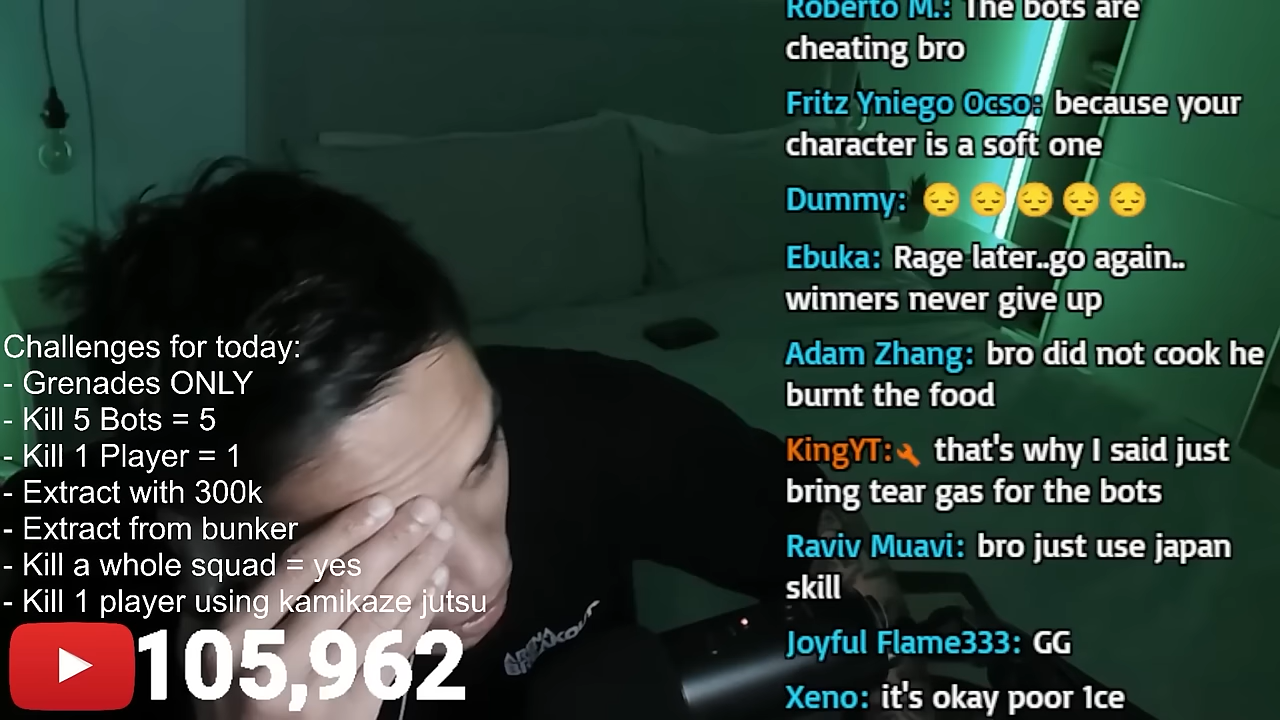 Roberto M.: The bots are
cheating bro
Fritz Yniego Ocso: because your
character is a soft one
Dummy: 😔😔😔😔😔
Ebuka: Rage later..go again..
winners never give up
Adam Zhang: bro did not cook he
burnt the food
KingYT: that's why I said just
bring tear gas for the bots
Raviv Muavi: bro just use japan
skill
Joyful Flame333: GG
Xeno: it's okay poor 1ce
Challenges for today:
- Grenades ONLY
- Kill 5 Bots = 5
- Kill 1 Player = 1
- Extract with 300k
- Extract from bunker
- Kill a whole squad = yes
- Kill 1 player using kamikaze jutsu
105,962
ARENA
BREAKOUT